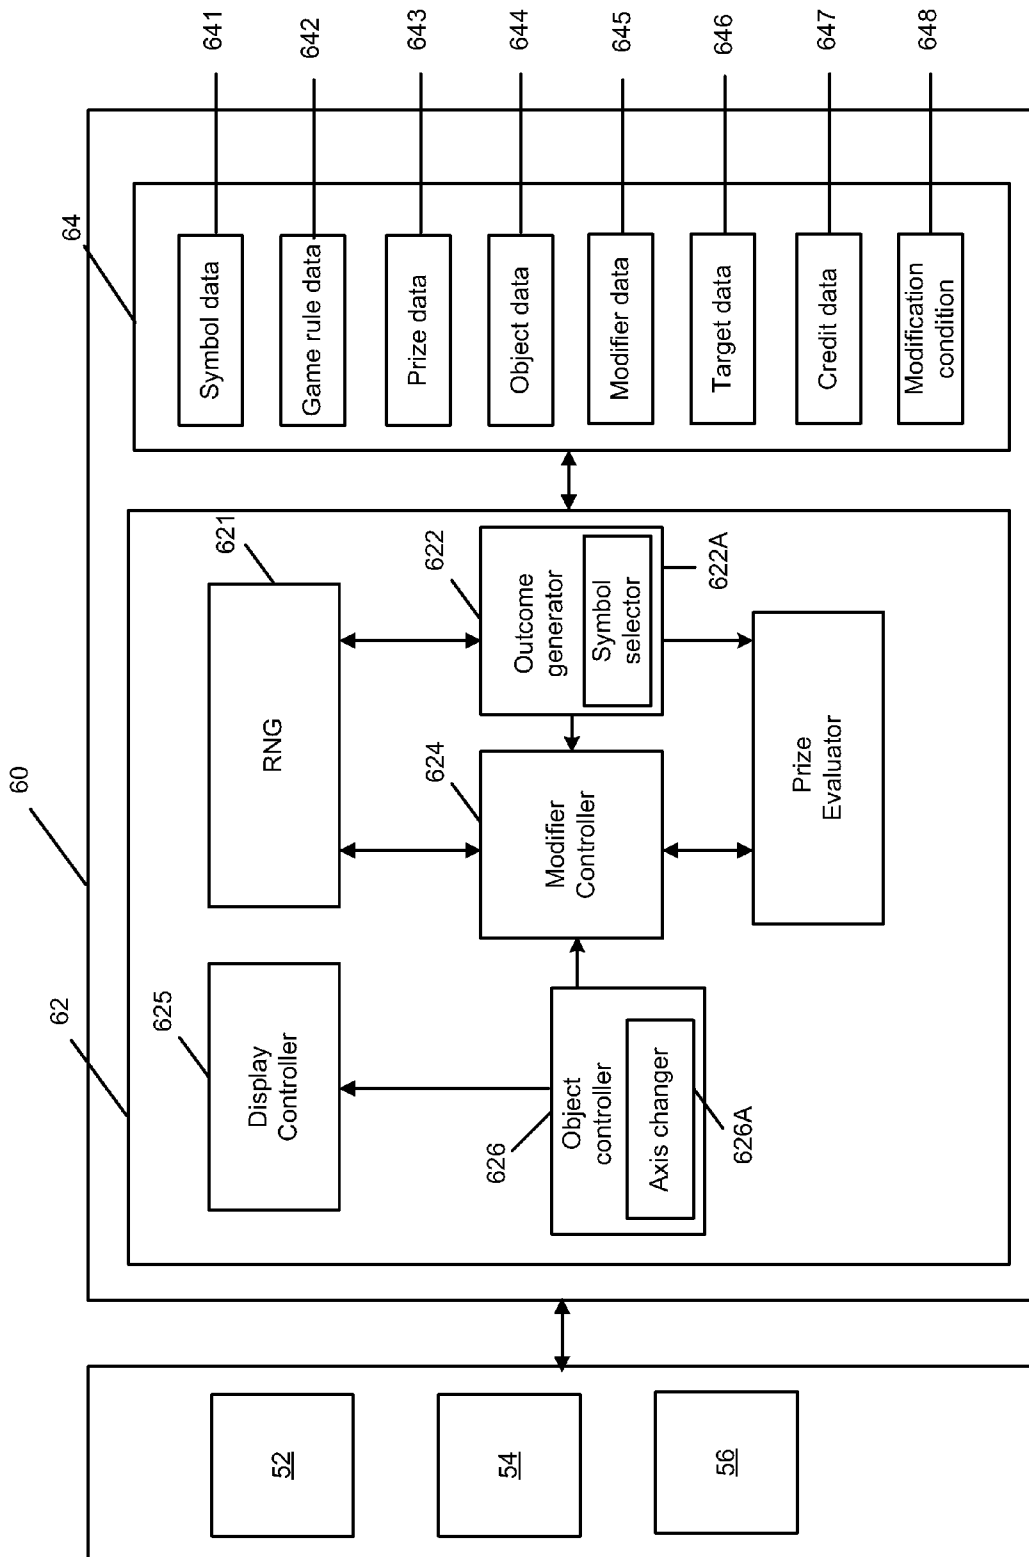 60
62
64
52
54
56
625
Display
Controller
621
RNG
626
Object
controller
Axis changer
626A
624
Modifier
Controller
622
Outcome
generator
Symbol
selector
622A
Prize
Evaluator
Symbol data
641
Game rule data
642
Prize data
643
Object data
644
Modifier data
645
Target data
646
Credit data
647
Modification
condition
648